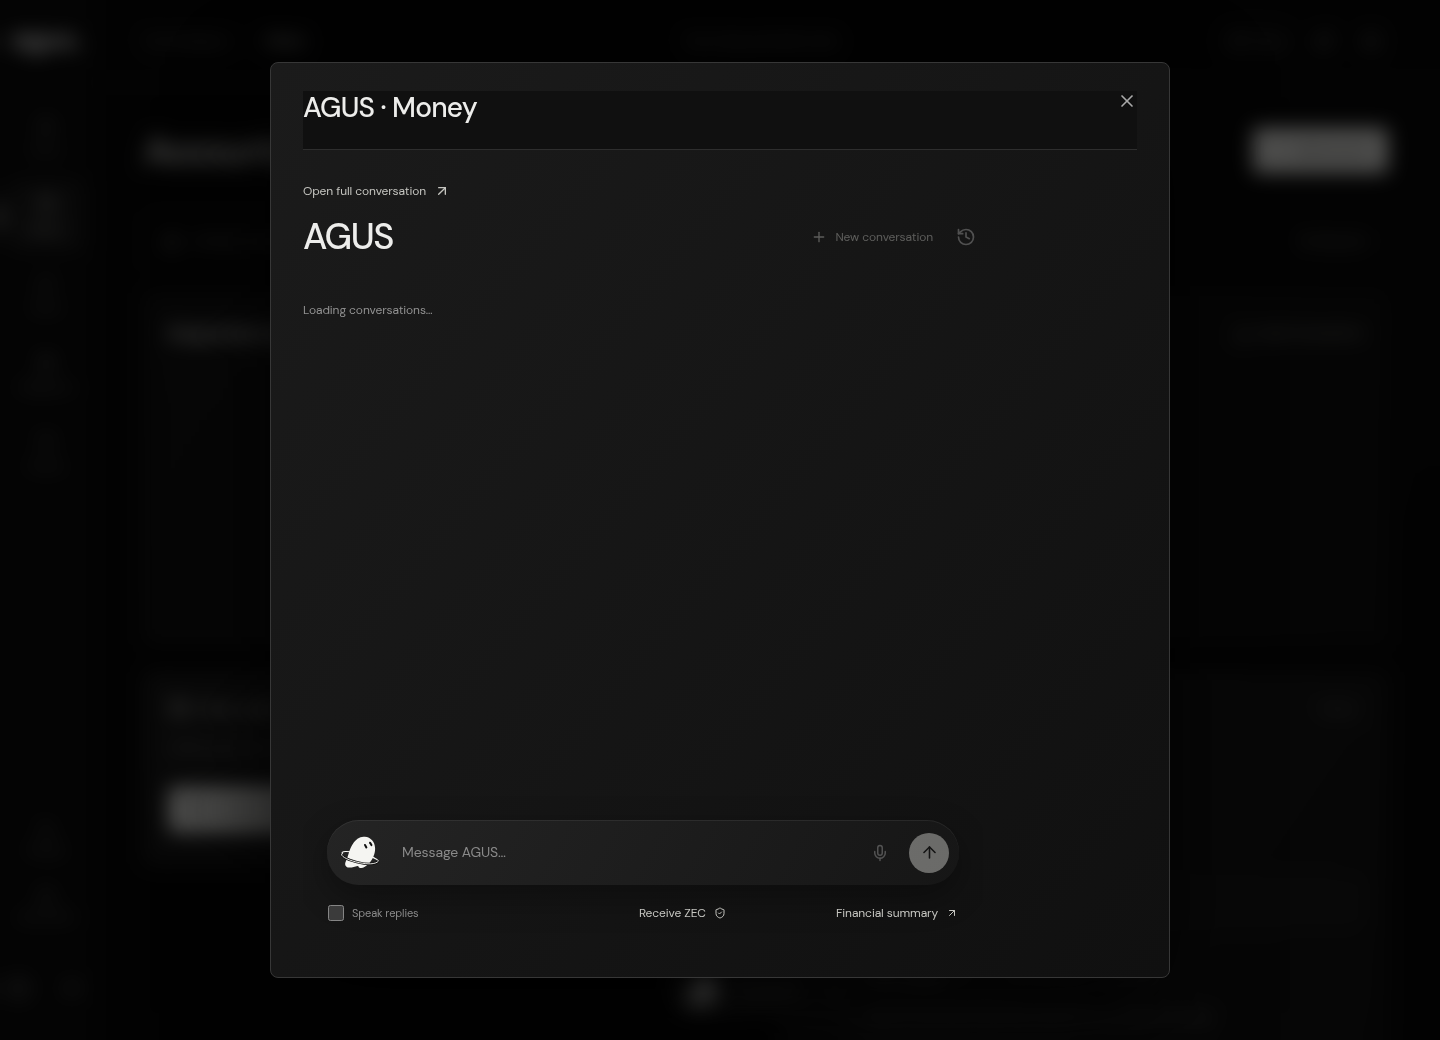 AGUS · Money
Open full conversation
AGUS
New conversation
Loading conversations...
Message AGUS...
Speak replies
Receive ZEC
Financial summary